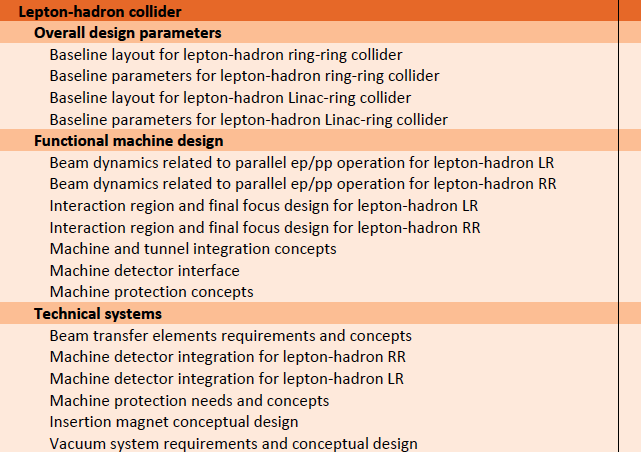 Lepton-hadron collider
Overall design parameters
Baseline layout for lepton-hadron ring-ring collider
Baseline parameters for lepton-hadron ring-ring collider
Baseline layout for lepton-hadron Linac-ring collider
Baseline parameters for lepton-hadron Linac-ring collider
Functional machine design
Beam dynamics related to parallel ep/pp operation for lepton-hadron LR
Beam dynamics related to parallel ep/pp operation for lepton-hadron RR
Interaction region and final focus design for lepton-hadron LR
Interaction region and final focus design for lepton-hadron RR
Machine and tunnel integration concepts
Machine detector interface
Machine protection concepts
Technical systems
Beam transfer elements requirements and concepts
Machine detector integration for lepton-hadron RR
Machine detector integration for lepton-hadron LR
Machine protection needs and concepts
Insertion magnet conceptual design
Vacuum system requirements and conceptual design